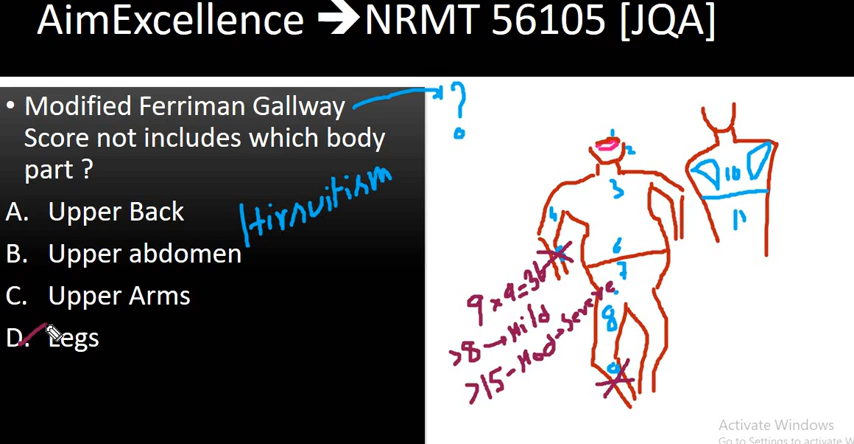 AimExcellence ➔NRMT 56105 [JQA]
• Modified Ferriman Gallway
Score not includes which body
part ?
A. Upper Back
B. Upper abdomen
C. Upper Arms
D. Legs
Hirsuitism
?
1
2
3
4
6
7
8
9
10
11
9 x 4 = 36
>8 → Mild
>15 - Mod → Severe
Activate Windows
Go to Settings to activate W